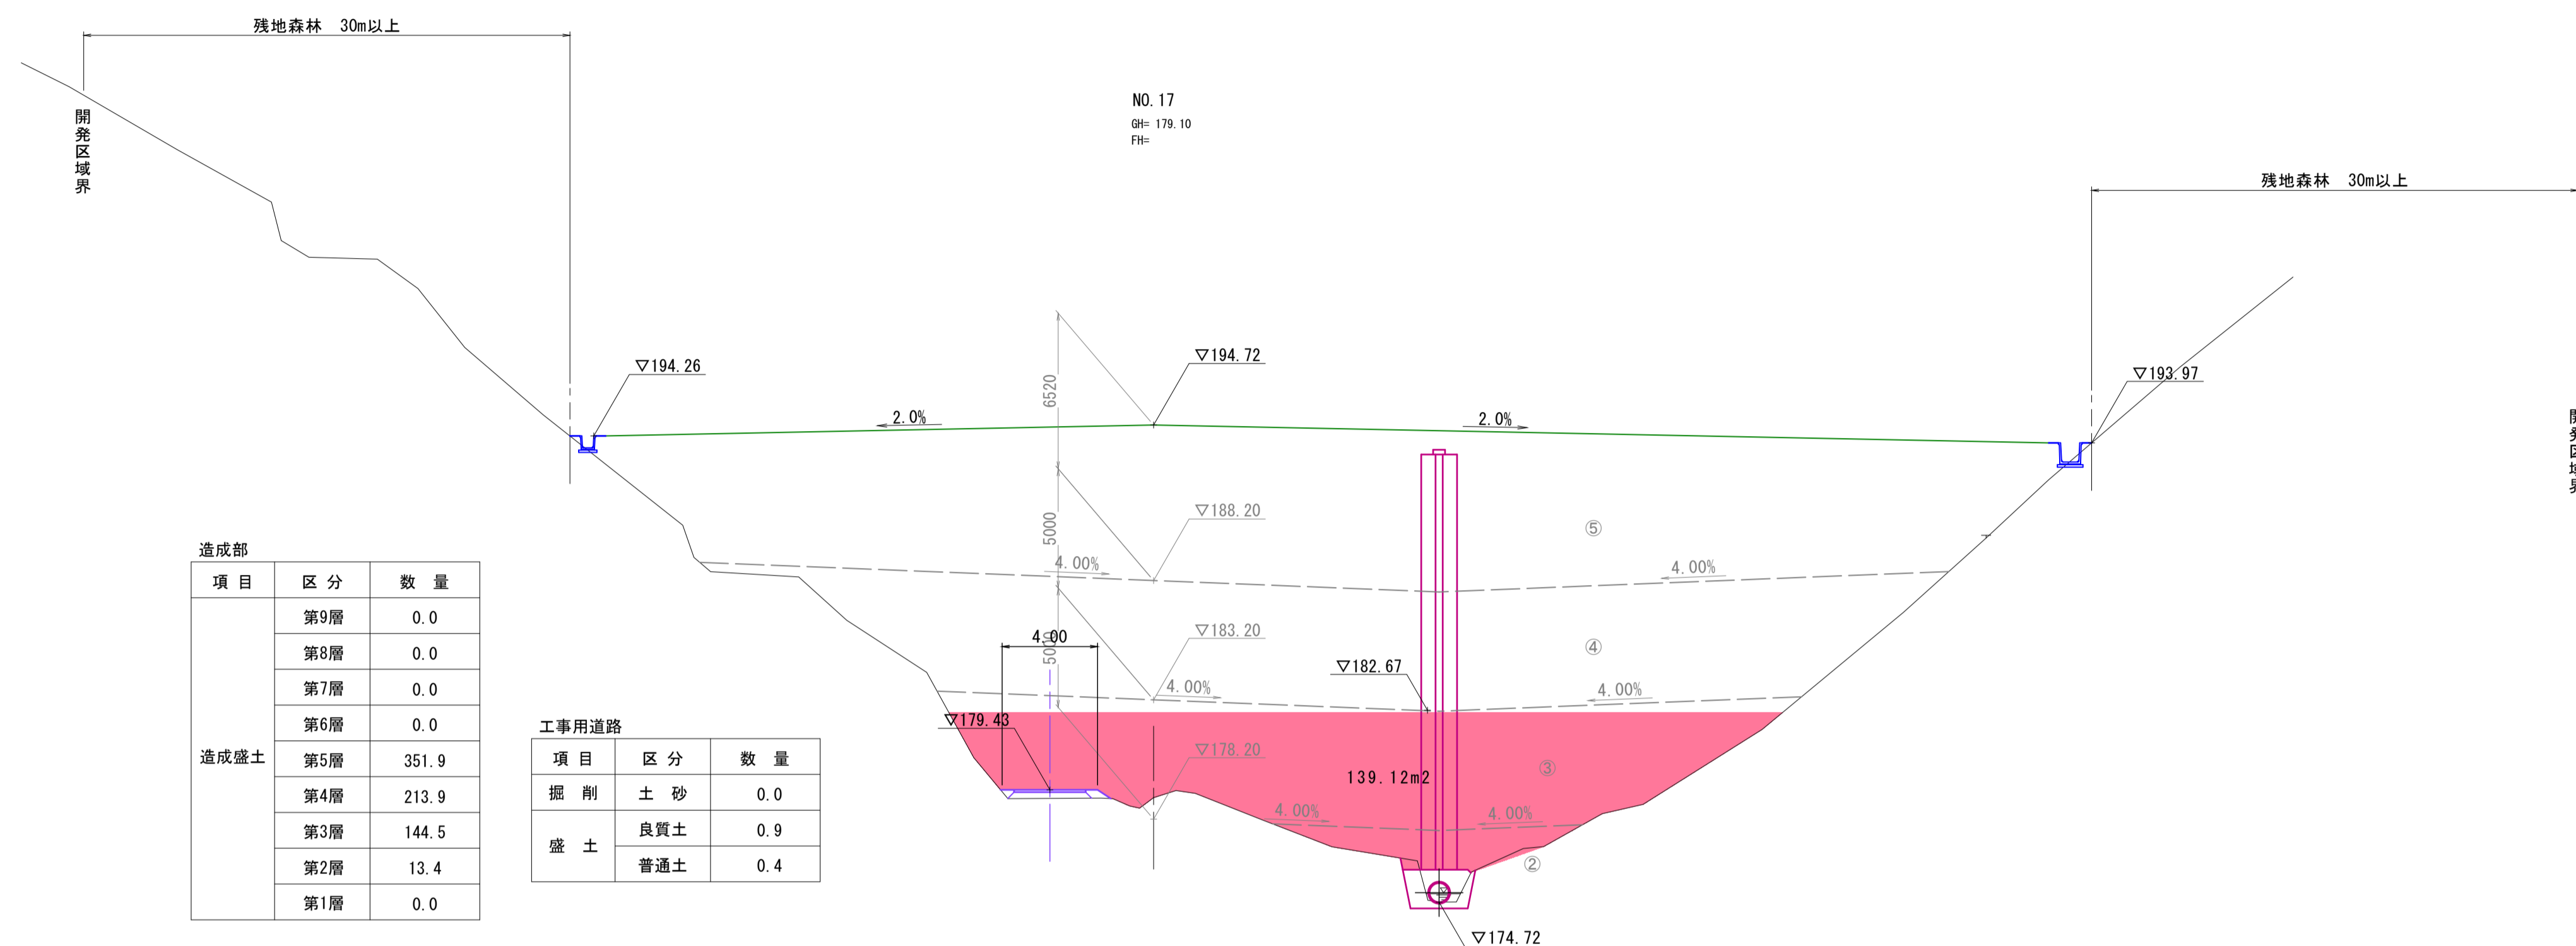 残地森林　30m以上
NO.17
GH= 179.10
FH=
開発区域界
残地森林　30m以上
▽194.26
▽194.72
▽193.97
6520
2.0%
2.0%
開発区域界
5000
▽188.20
⑤
4.00%
4.00%
造成部
項 目 区 分 数　量
造成盛土
第9層 0.0
第8層 0.0
第7層 0.0
第6層 0.0
第5層 351.9
第4層 213.9
第3層 144.5
第2層 13.4
第1層 0.0
5000
4.00
▽183.20
④
▽182.67
4.00%
4.00%
▽179.43
▽178.20
139.12m2
③
4.00%
4.00%
②
▽174.72
工事用道路
項 目 区 分 数　量
掘　削 土　砂 0.0
盛　土 良質土 0.9
普通土 0.4